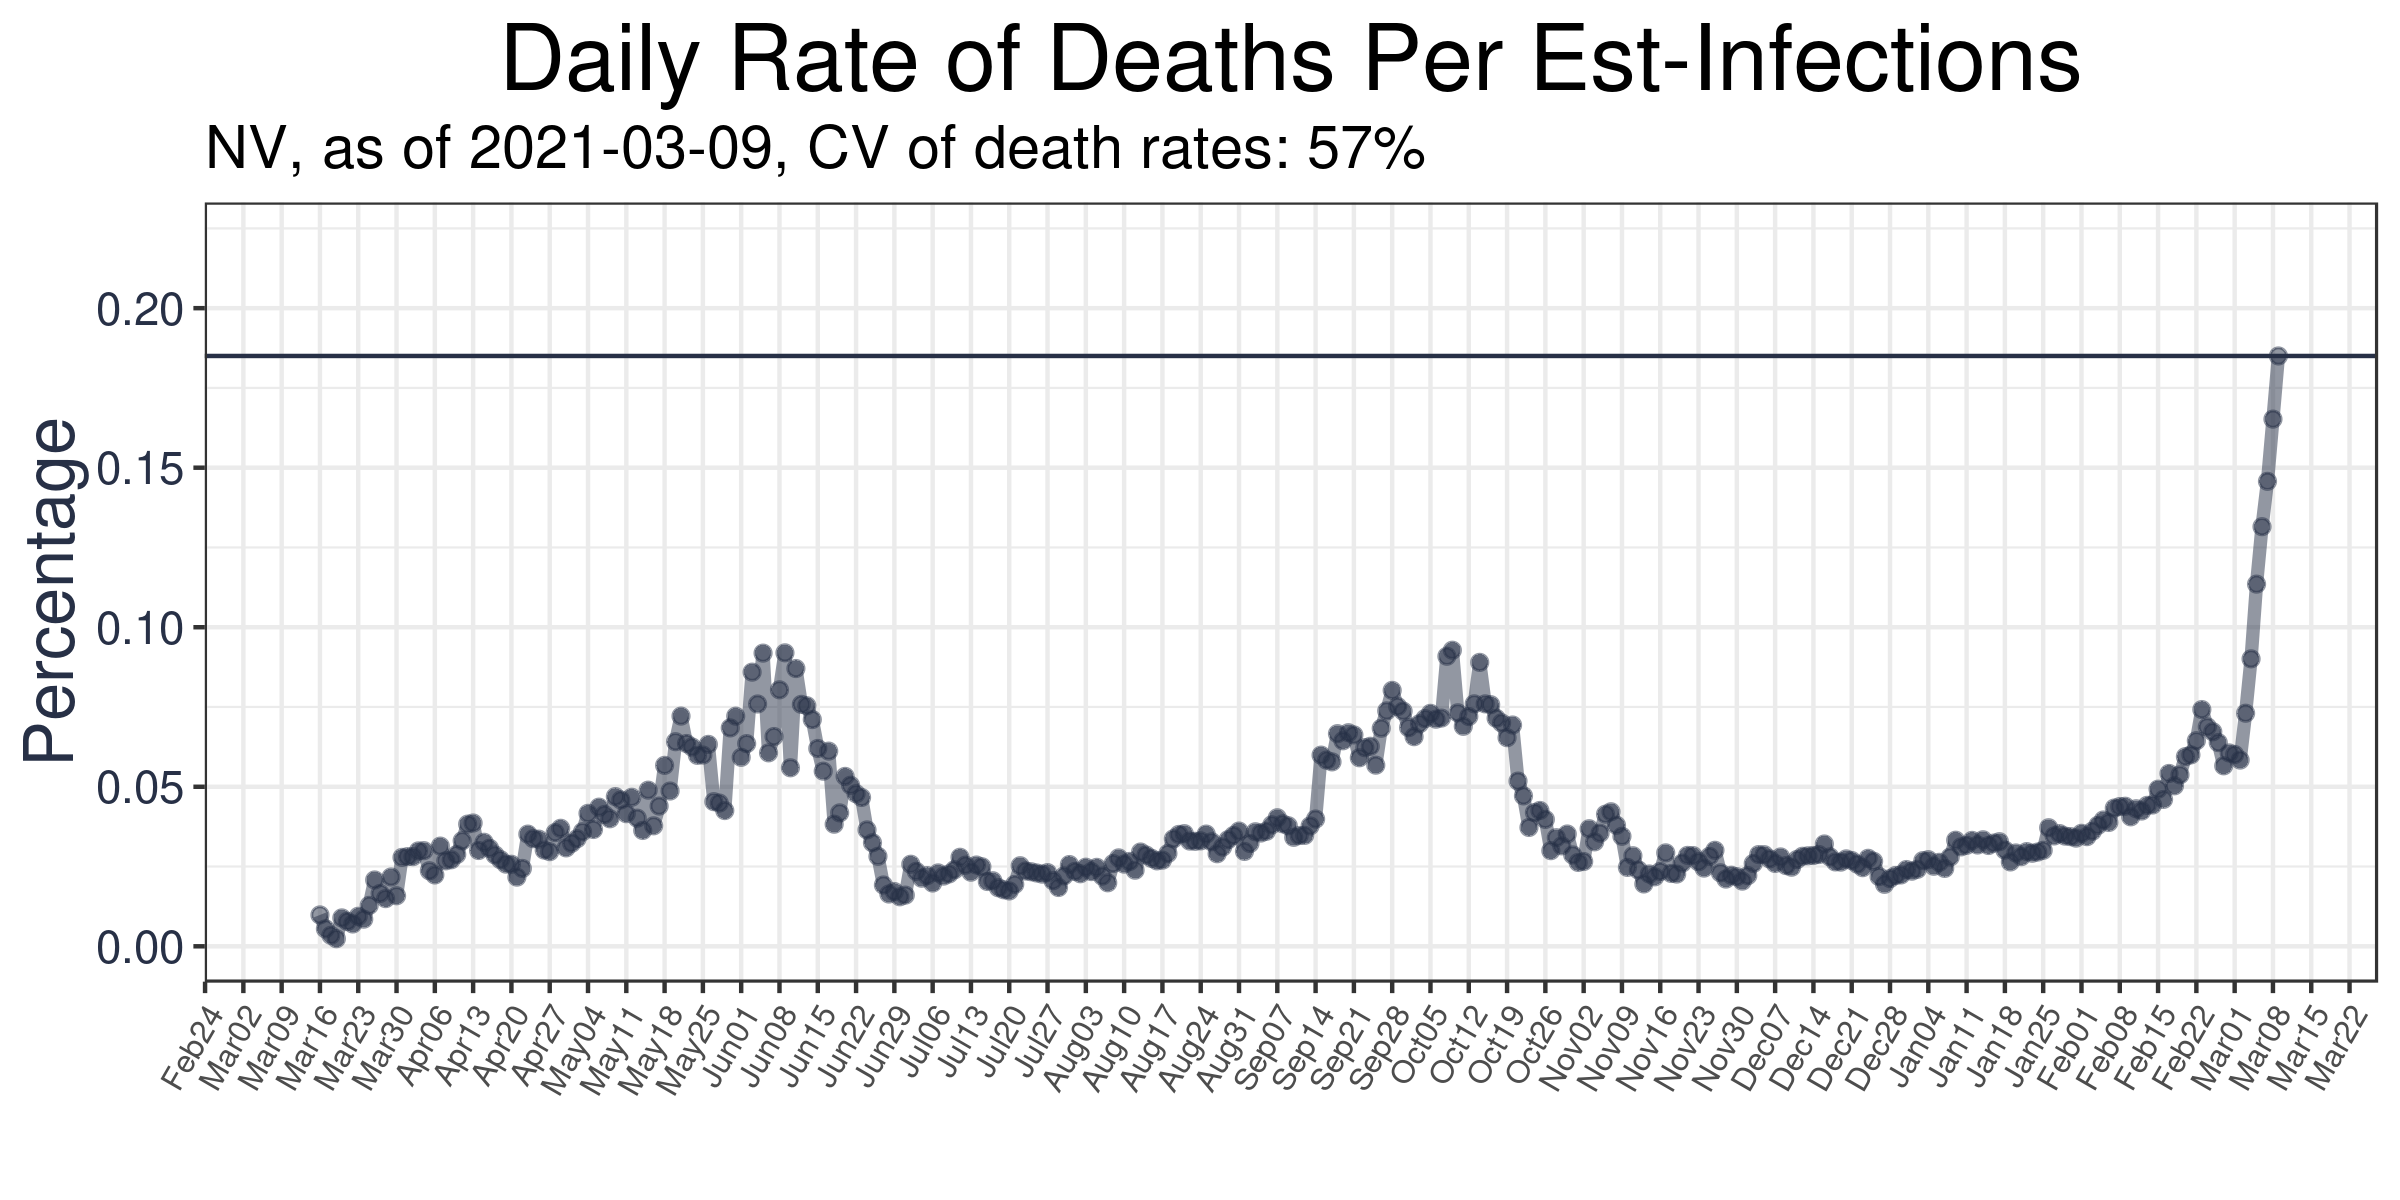 Daily Rate of Deaths Per Est-Infections
NV, as of 2021-03-09, CV of death rates: 57%
Percentage
0.20
0.15
0.10
0.05
0.00
Feb24
Mar02
Mar09
Mar16
Mar23
Mar30
Apr06
Apr13
Apr20
Apr27
May04
May11
May18
May25
Jun01
Jun08
Jun15
Jun22
Jun29
Jul06
Jul13
Jul20
Jul27
Aug03
Aug10
Aug17
Aug24
Aug31
Sep07
Sep14
Sep21
Sep28
Oct05
Oct12
Oct19
Oct26
Nov02
Nov09
Nov16
Nov23
Nov30
Dec07
Dec14
Dec21
Dec28
Jan04
Jan11
Jan18
Jan25
Feb01
Feb08
Feb15
Feb22
Mar01
Mar08
Mar15
Mar22